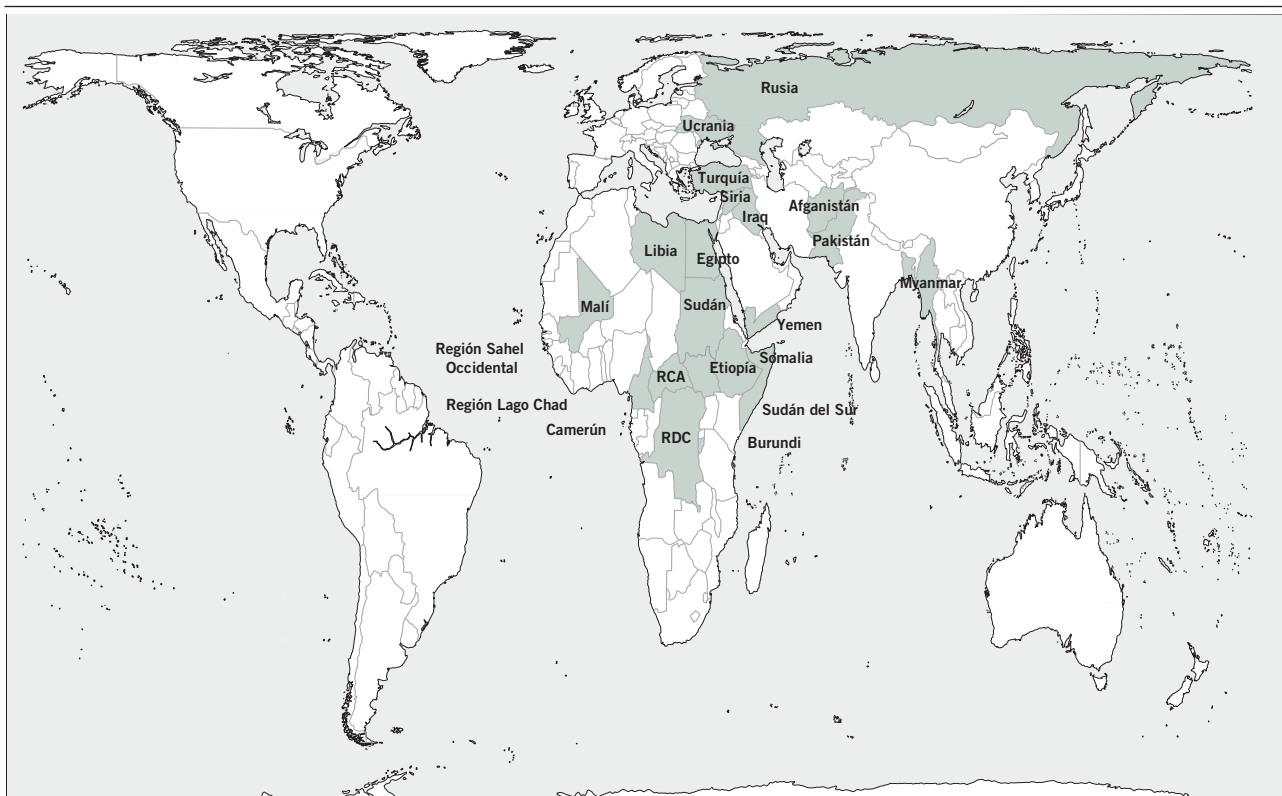 Rusia
Ucrania
Turquía
Siria
Iraq
Afganistán
Pakistán
Libia
Egipto
Myanmar
Malí
Sudán
Yemen
Región Sahel
Occidental
Somalia
Etiopía
RCA
Región Lago Chad
Sudán del Sur
Camerún
RDC
Burundi